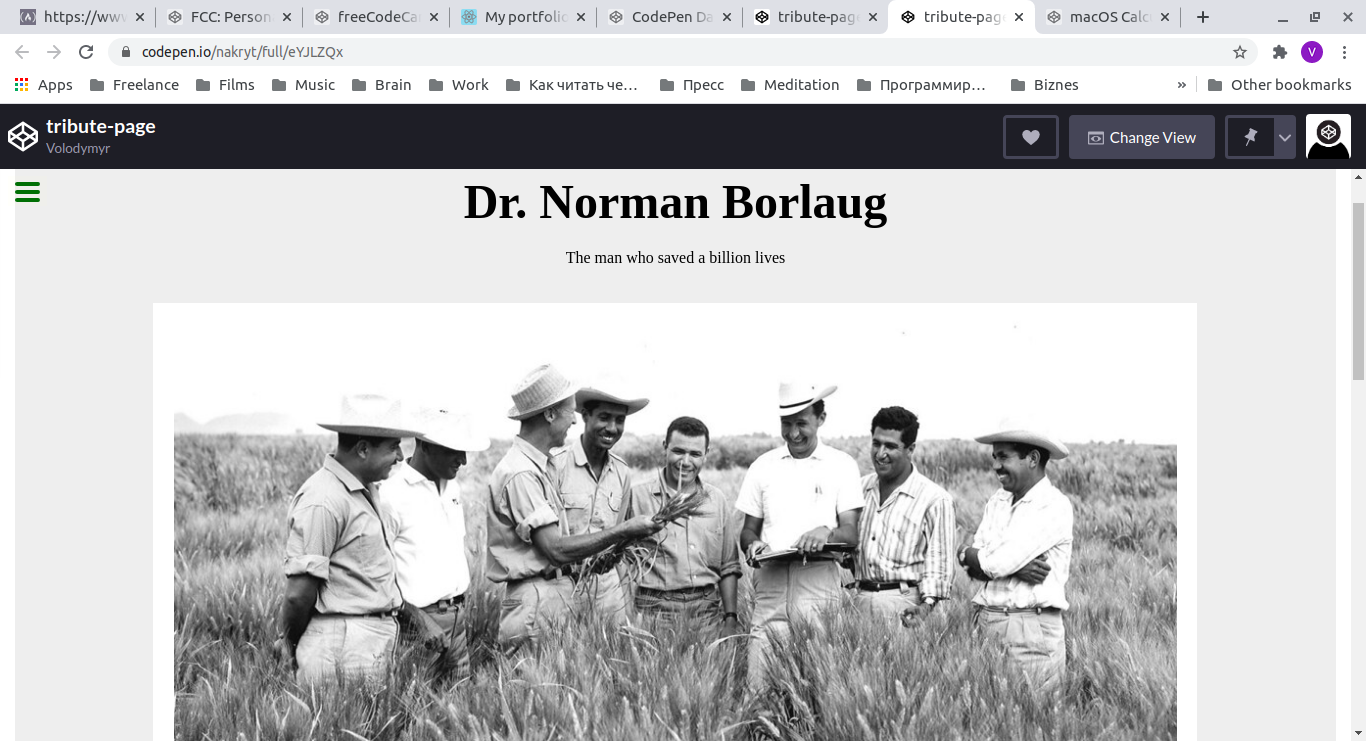 https://www
FCC: Person
freeCodeCa
My portfolio
CodePen Da
tribute-page
tribute-page
macOS Calc
codepen.io/nakryt/full/eYJLZQx
V
Apps
Freelance
Films
Music
Brain
Work
Как читать че...
Пресс
Meditation
Программир...
Biznes
»
Other bookmarks
tribute-page
Volodymyr
Change View
Dr. Norman Borlaug
The man who saved a billion lives